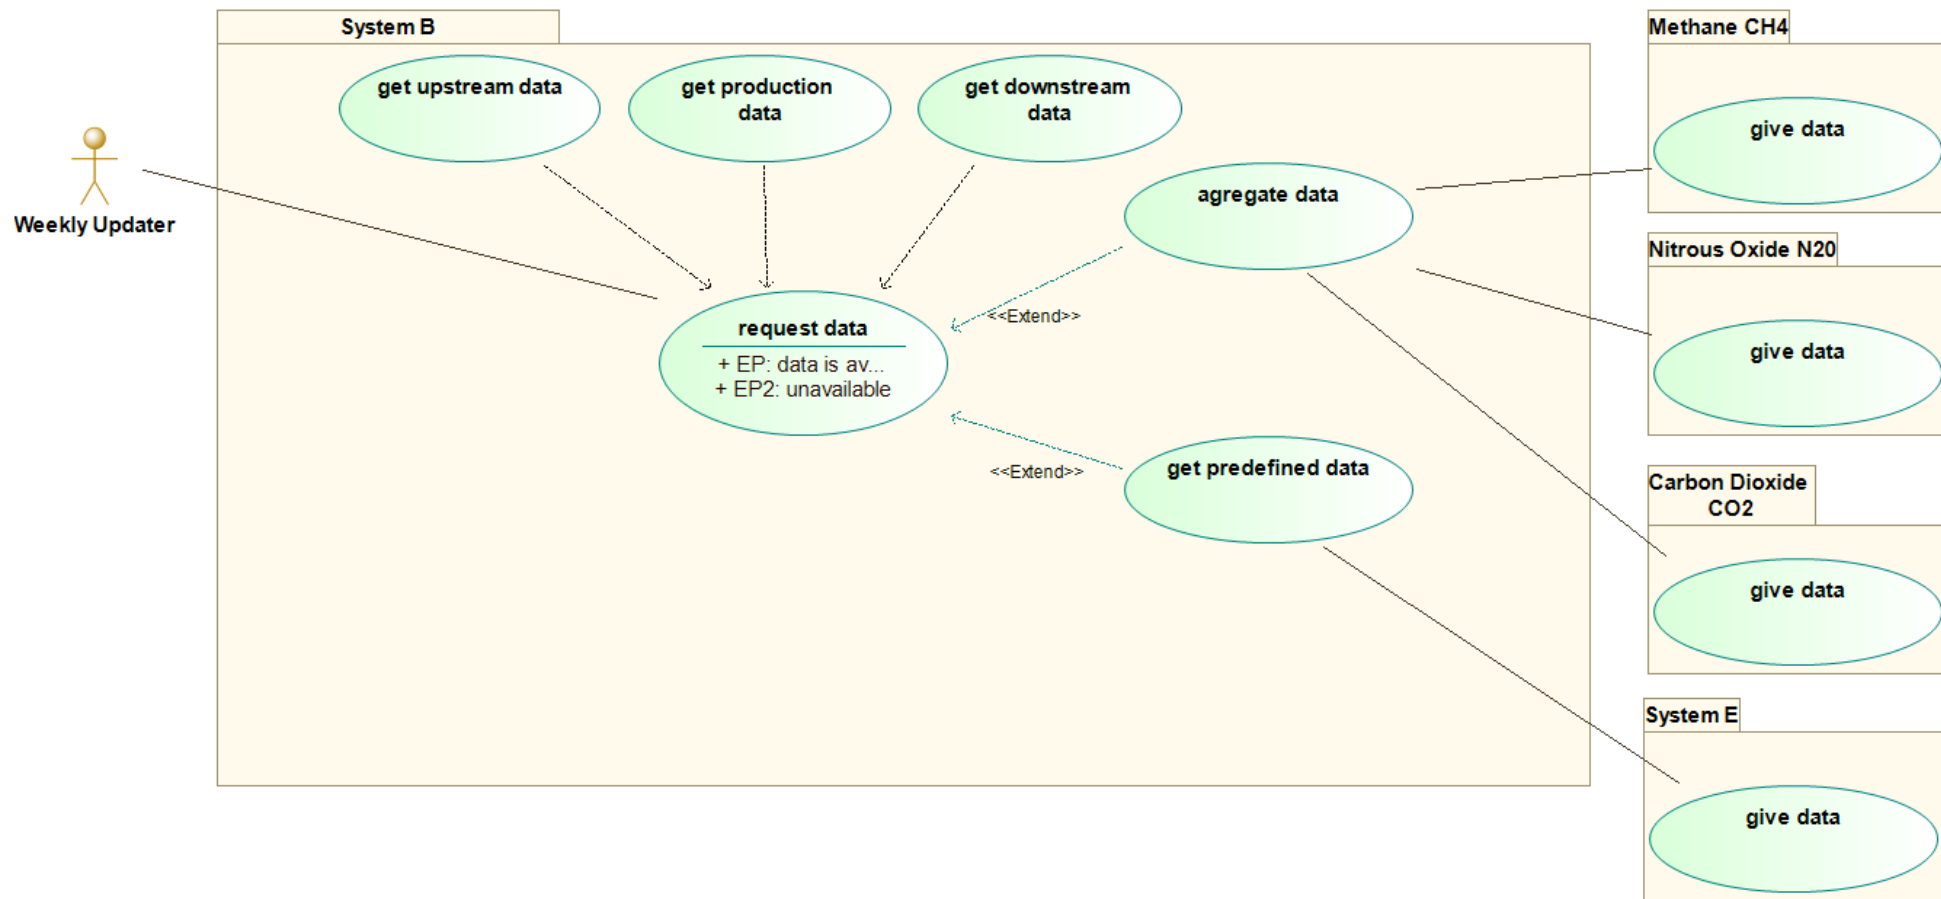 System B
get upstream data
get production
data
get downstream
data
Weekly Updater
agregate data
request data
+ EP: data is av...
+ EP2: unavailable
<<Extend>>
<<Extend>>
get predefined data
Methane CH4
give data
Nitrous Oxide N20
give data
Carbon Dioxide
CO2
give data
System E
give data